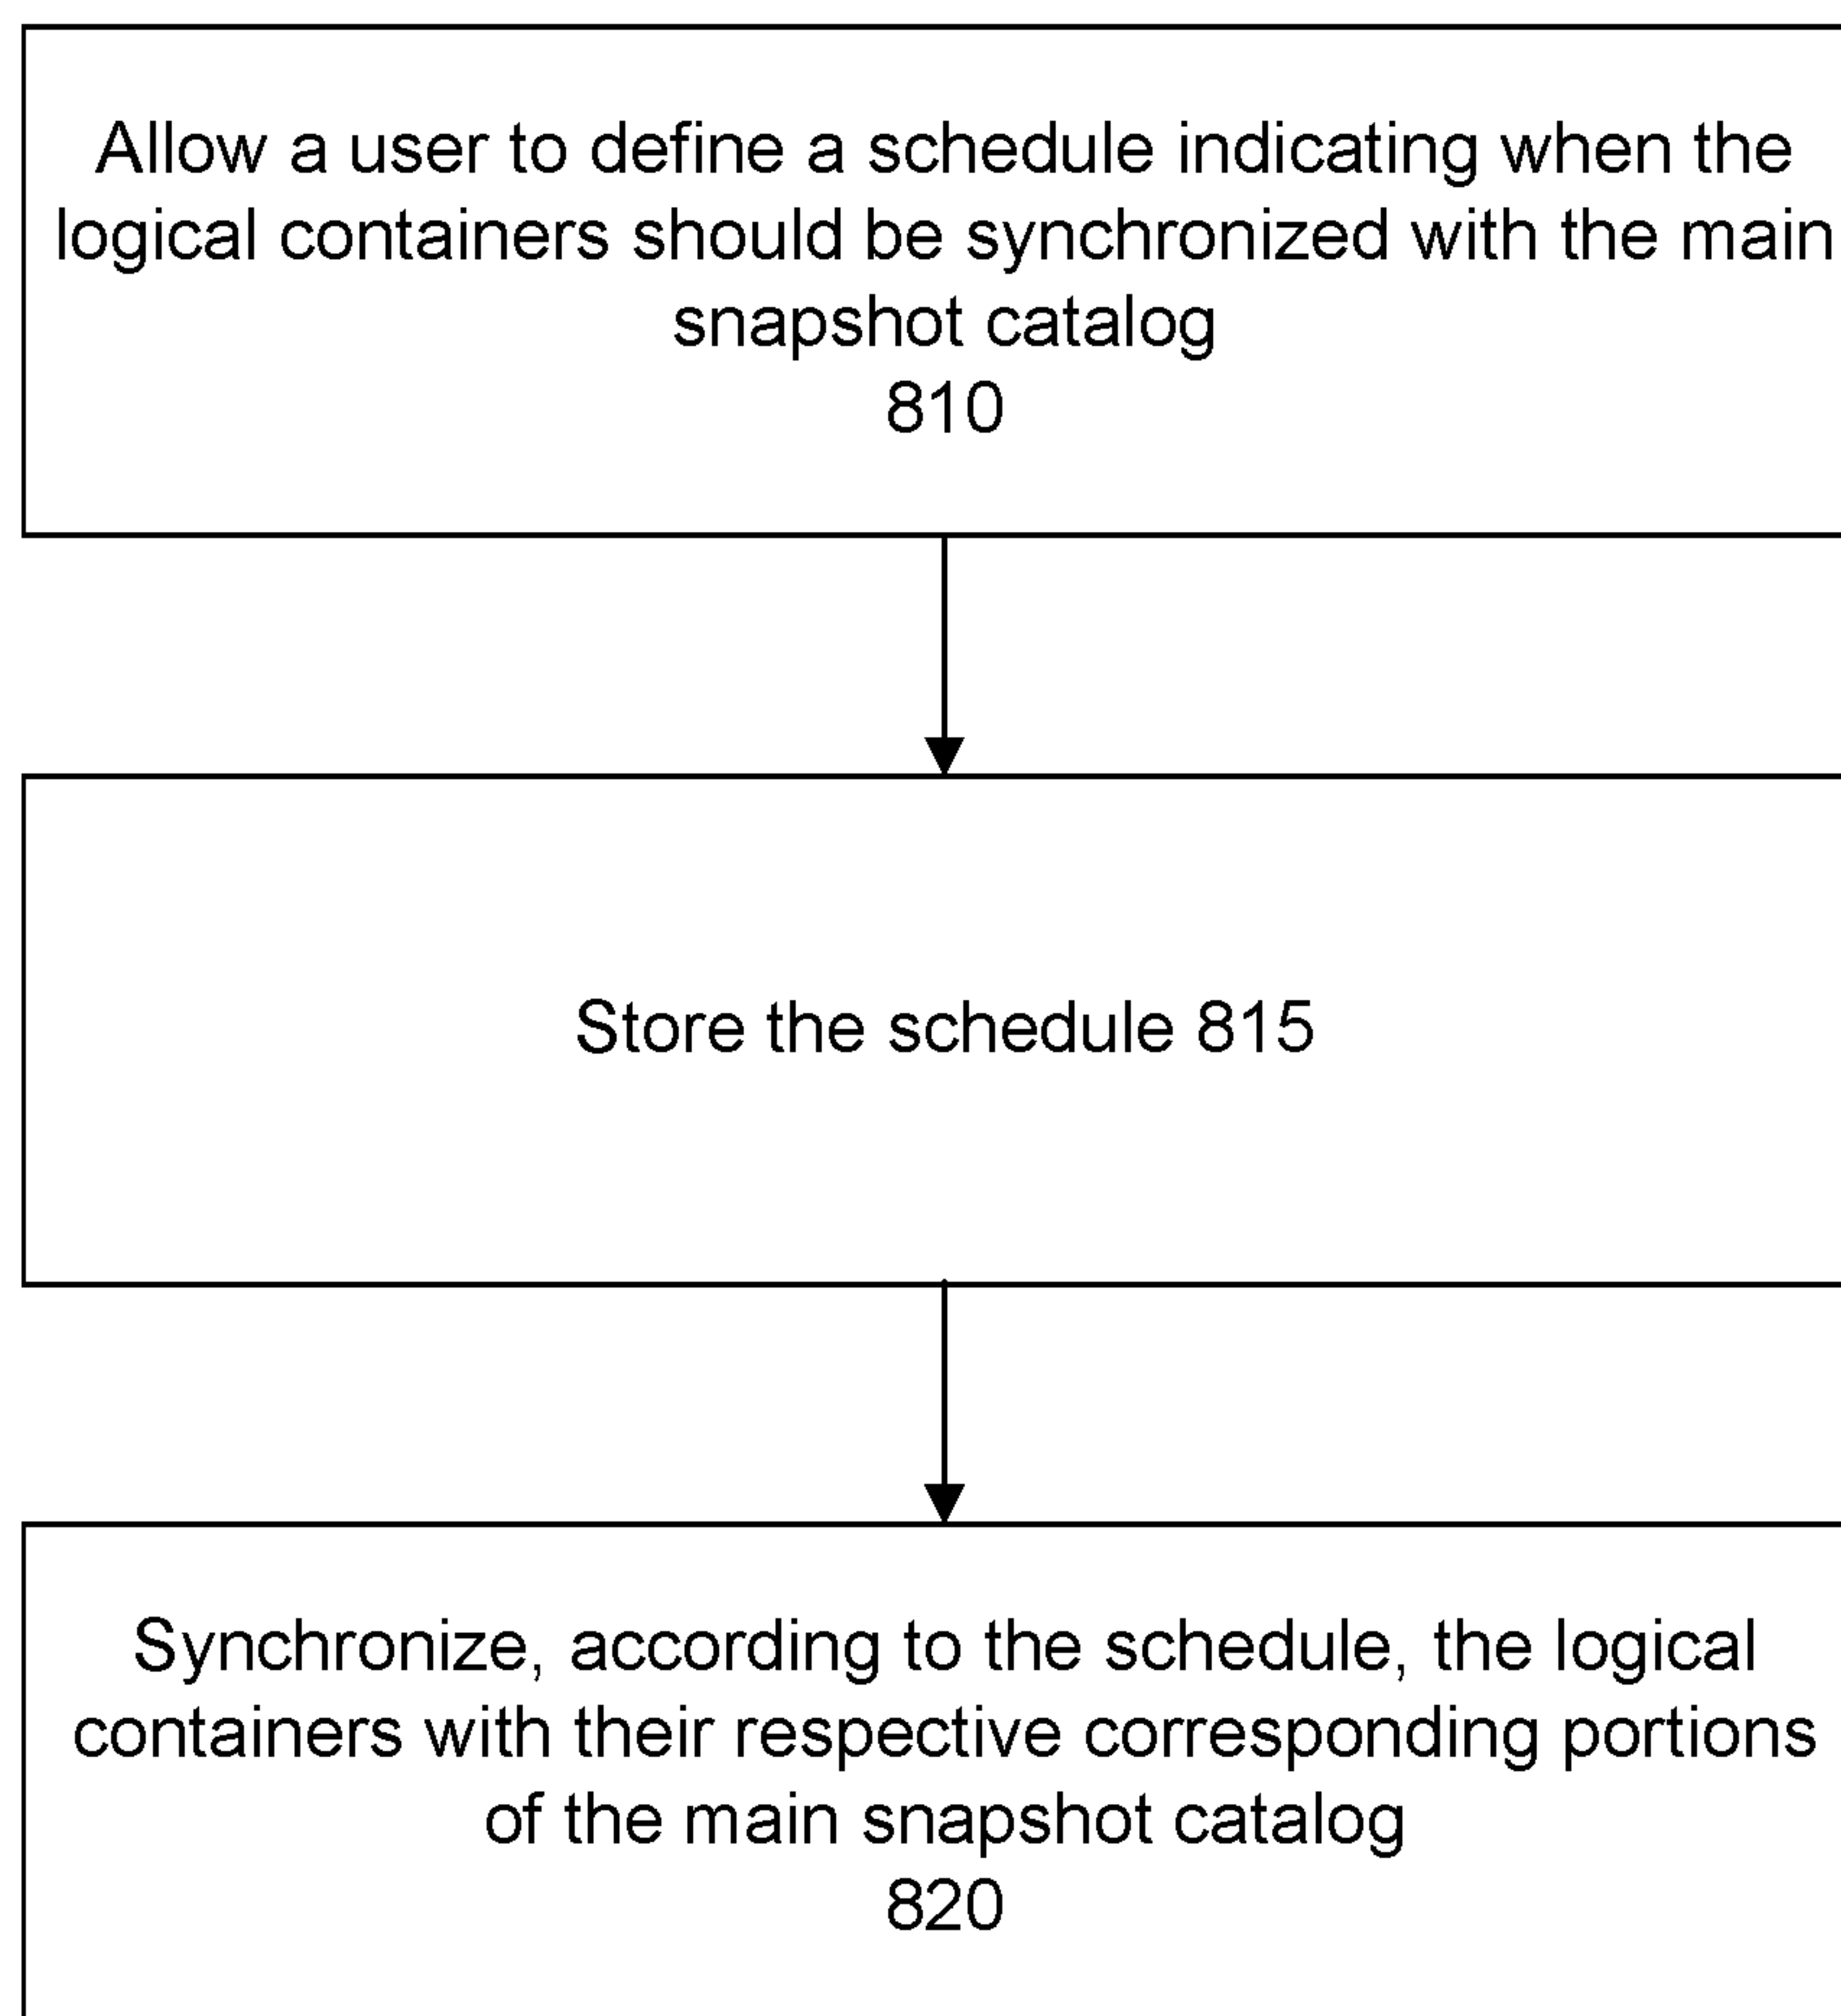 Allow a user to define a schedule indicating when the
logical containers should be synchronized with the main
snapshot catalog
810
Store the schedule 815
Synchronize, according to the schedule, the logical
containers with their respective corresponding portions
of the main snapshot catalog
820